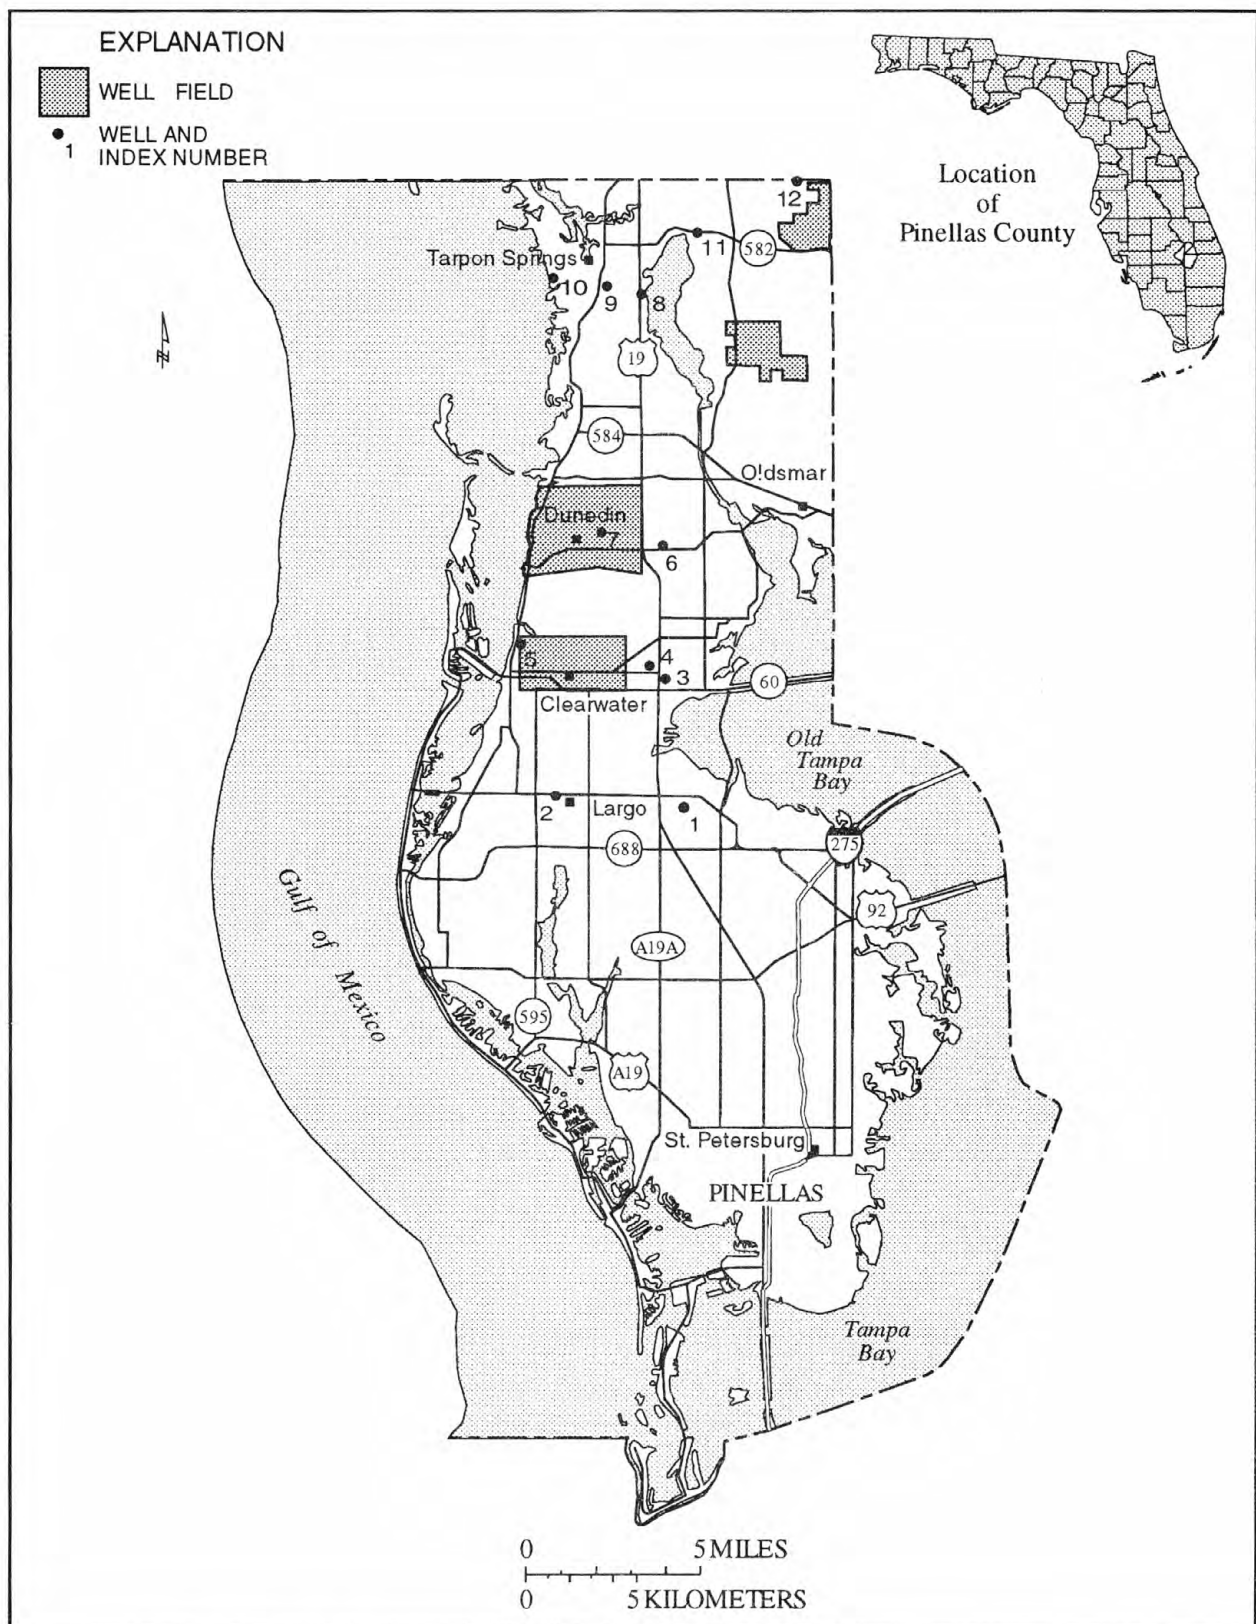 EXPLANATION
WELL FIELD
1 WELL AND
INDEX NUMBER
Location
of
Pinellas County
12
11
582
Tarpon Springs
10
9
8
19
N
584
O!dsmar
Dunedin
7
6
5
4
3
60
Clearwater
Old
Tampa
Bay
2
Largo
1
275
688
Gulf of Mexico
92
A19A
595
A19
St. Petersburg
PINELLAS
Tampa
Bay
0 5 MILES
0 5 KILOMETERS